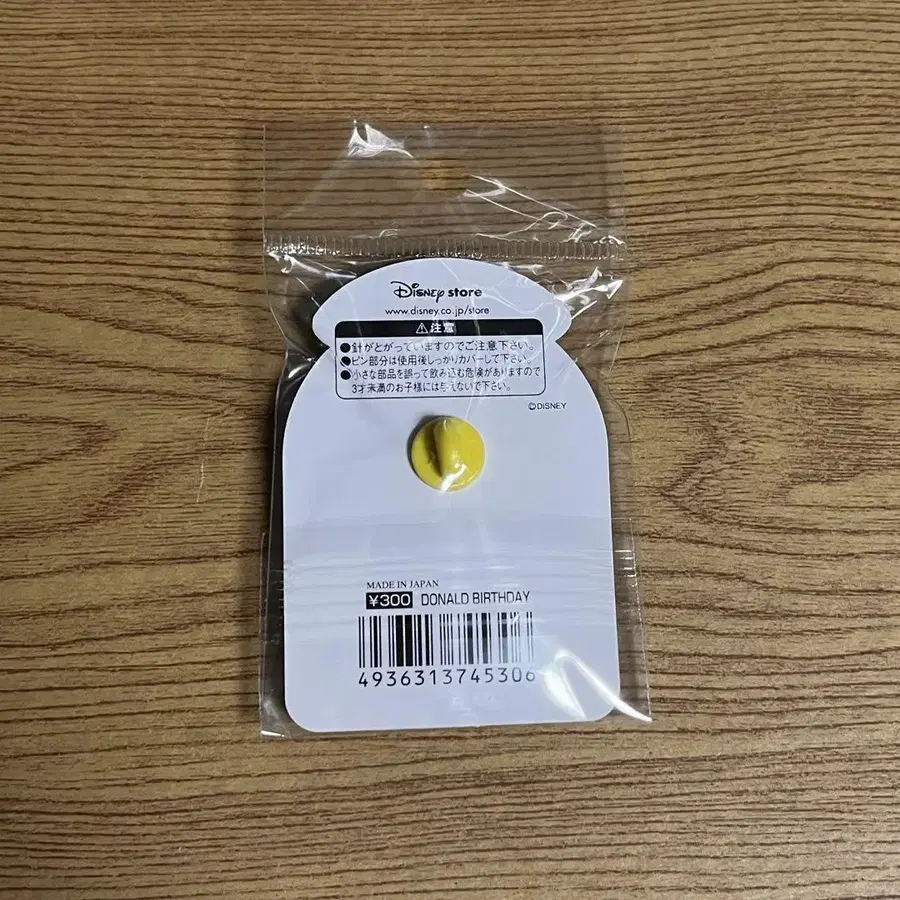 Disney store
www.disney.co.jp/store
⚠注意
●針がとがっていますのでご注意下さい。
●ピン部分は使用後しっかりカバーして下さい。
●小さな部品を誤って飲み込む危険がありますので
3才未満のお子様には与えないで下さい。
©DISNEY
MADE IN JAPAN
¥300 DONALD BIRTHDAY
4936313745306